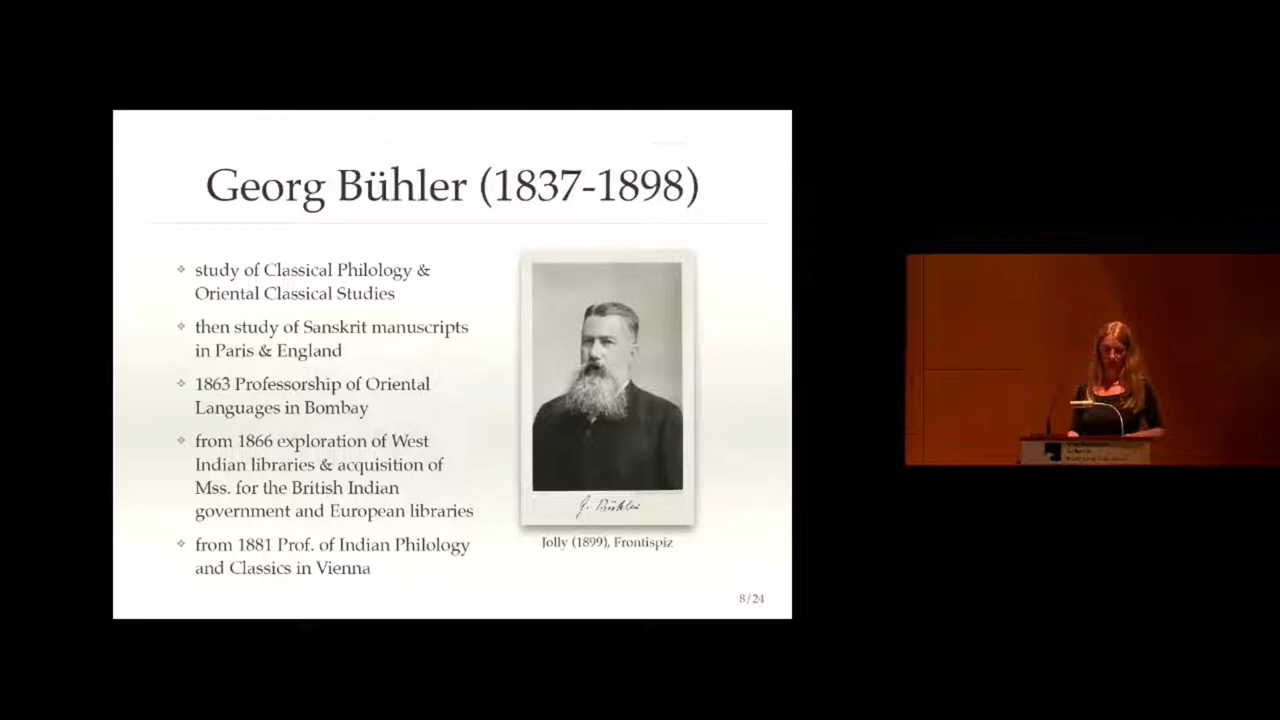 Georg Bühler (1837-1898)
study of Classical Philology &
Oriental Classical Studies
then study of Sanskrit manuscripts
in Paris & England
1863 Professorship of Oriental
Languages in Bombay
from 1866 exploration of West
Indian libraries & acquisition of
Mss. for the British Indian
government and European libraries
from 1881 Prof. of Indian Philology
and Classics in Vienna
G. Bühler
Jolly (1899), Frontispiz
8/24